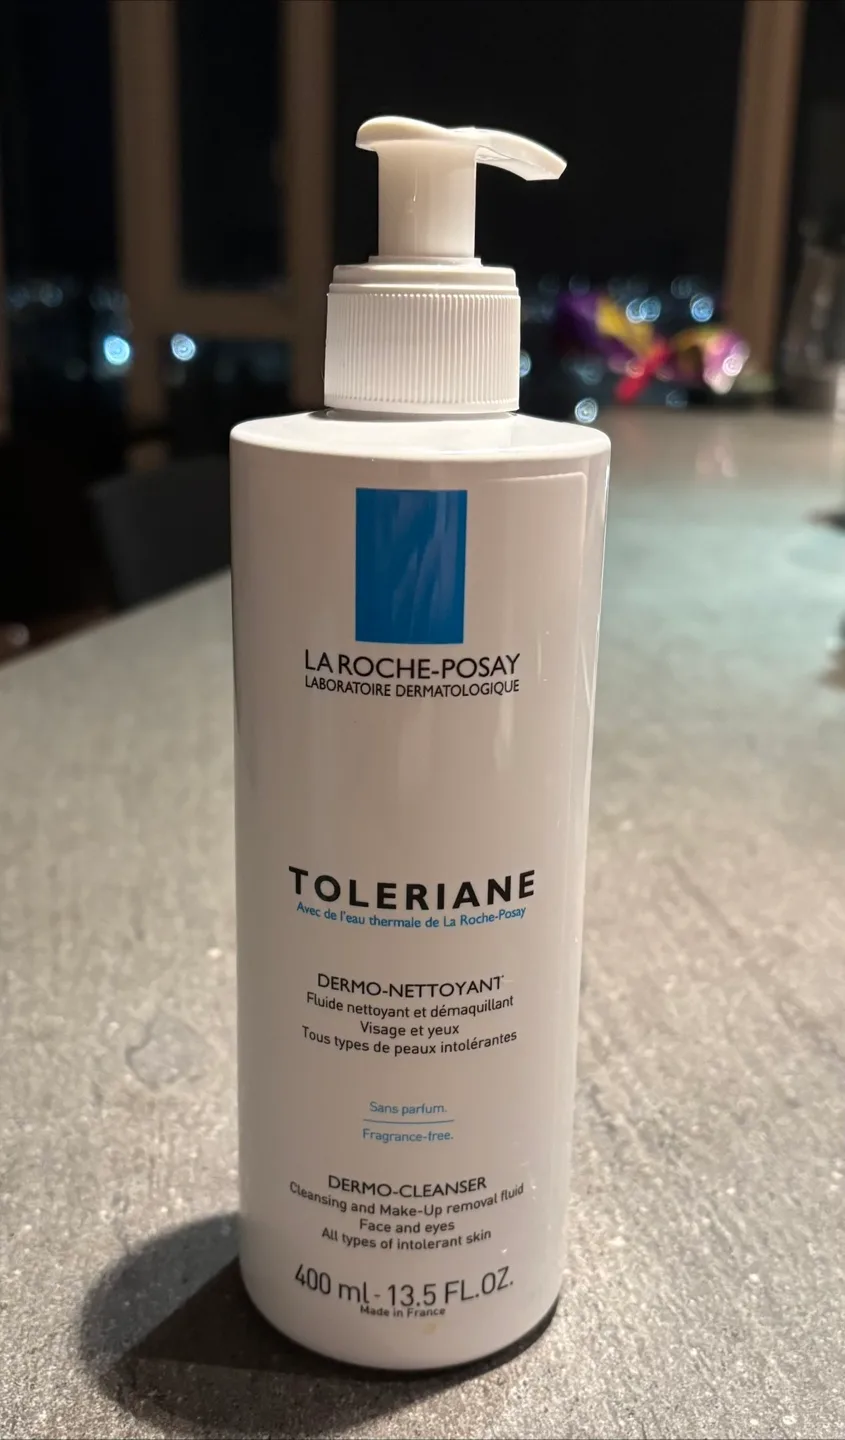 LA ROCHE-POSAY
LABORATOIRE DERMATOLOGIQUE
TOLERIANE
Avec de l'eau thermale de La Roche-Posay
DERMO-NETTOYANT
Fluide nettoyant et démaquillant
Visage et yeux
Tous types de peaux intolérantes
Sans parfum.
Fragrance-free.
DERMO-CLEANSER
Cleansing and Make-Up removal fluid
Face and eyes
All types of intolerant skin
400 ml - 13.5 FL.OZ.
Made in France